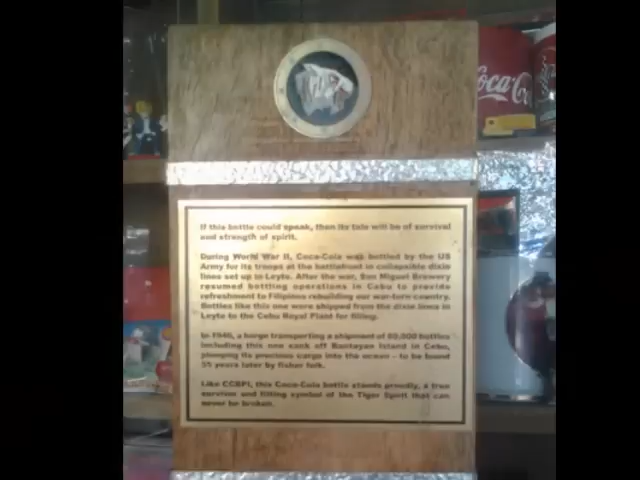 Coca-Cola
If this bottle could speak, then its tale will be of survival
and strength of spirit.
During World War II, Coca-Cola was bottled by the US
Army for its troops at the battlefront in collapsible dixie
lines set up in Leyte. After the war, San Miguel Brewery
resumed bottling operations in Cebu to provide
refreshment to Filipinos rebuilding our war-torn country.
Bottles like this one were shipped from the dixie lines in
Leyte to the Cebu Royal Plant for filling.
In 1946, a barge transporting a shipment of bottles
including this one sank off Bantayan Island in Cebu,
plunging its precious cargo into the ocean - to be found
55 years later by fisher folk.
Like CCBPI, this Coca-Cola bottle stands proudly, a true
survivor and fitting symbol of the Tiger Spirit that can
never be broken.